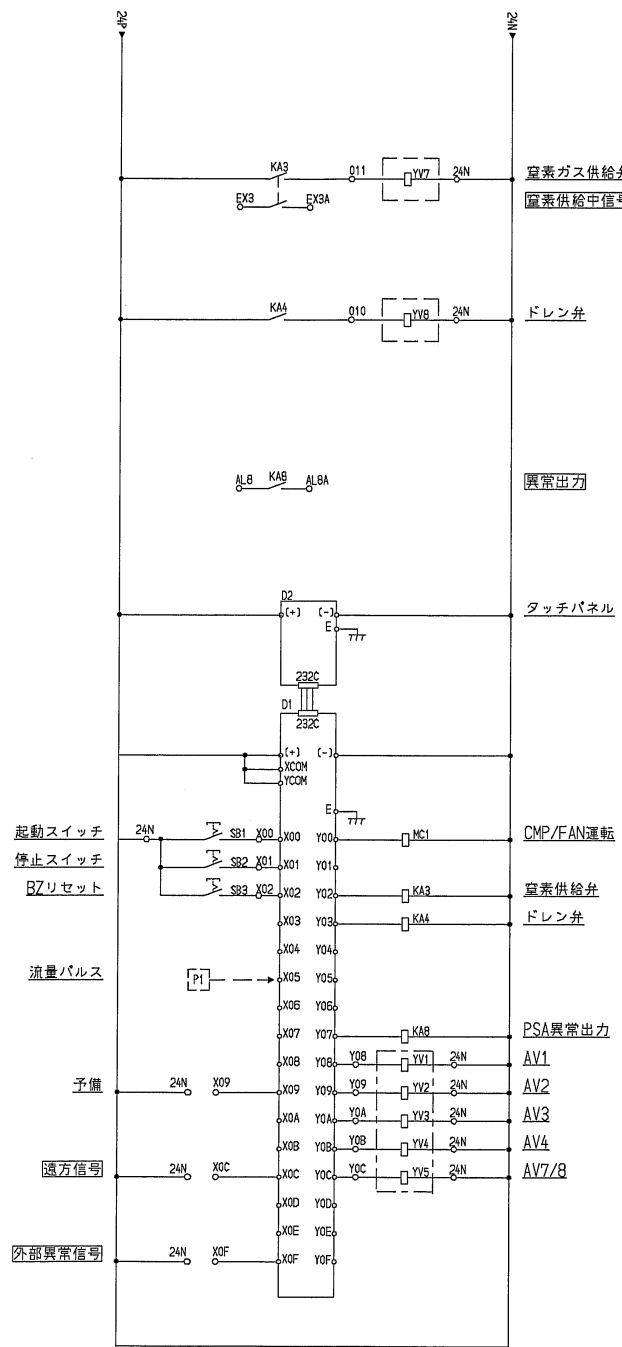 24P 24N
KA3 011 YV7 24N 窒素ガス供給弁
EX3 EX3A 窒素供給中信号
KA4 010 YV8 24N ドレン弁
AL8 KA8 AL8A 異常出力
D2
(+) (-) タッチパネル
E
232C
D1
232C
(+) (-)
XCOM
YCOM
E
起動スイッチ 24N SB1 X00 X00 Y00 MC1 CMP/FAN運転
停止スイッチ SB2 X01 X01 Y01
BZリセット SB3 X02 X02 Y02 KA3 窒素供給弁
X03 Y03 KA4 ドレン弁
X04 Y04
流量パルス P1 X05 Y05
X06 Y06
X07 Y07 KA8 PSA異常出力
X08 Y08 Y08 YV1 24N AV1
予備 24N X09 X09 Y09 Y09 YV2 24N AV2
X0A Y0A Y0A YV3 24N AV3
X0B Y0B Y0B YV4 24N AV4
遠方信号 24N X0C X0C Y0C Y0C YV5 24N AV7/8
X0D Y0D
X0E Y0E
外部異常信号 24N X0F X0F Y0F